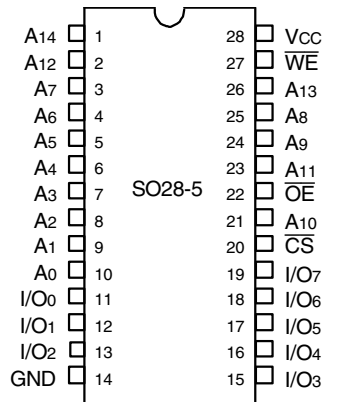 A14 1 28 VCC
A12 2 27 WE
A7 3 26 A13
A6 4 25 A8
A5 5 24 A9
A4 6 23 A11
A3 7 SO28-5 22 OE
A2 8 21 A10
A1 9 20 CS
A0 10 19 I/O7
I/O0 11 18 I/O6
I/O1 12 17 I/O5
I/O2 13 16 I/O4
GND 14 15 I/O3